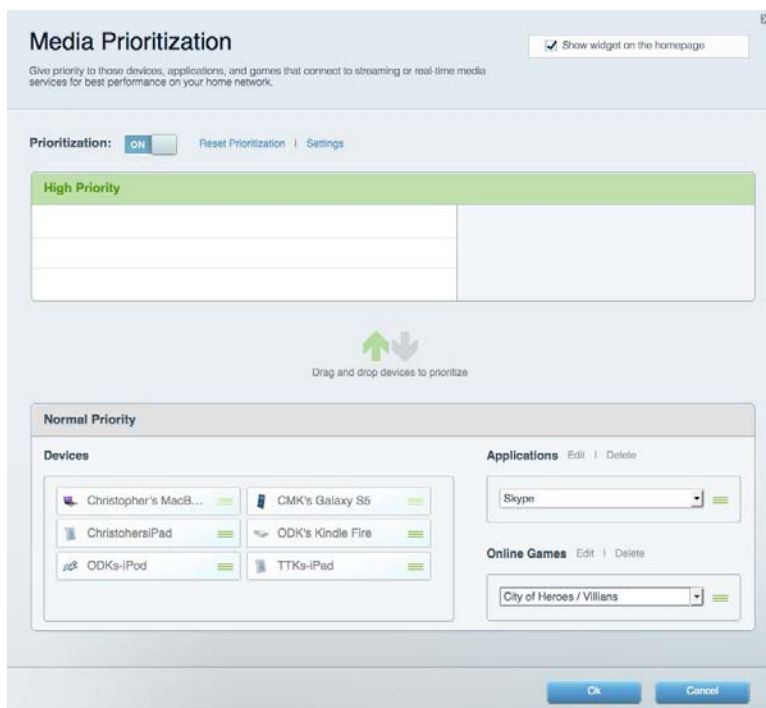 Media Prioritization
Show widget on the homepage
Give priority to those devices, applications, and games that connect to streaming or real-time media
services for best performance on your home network.
Prioritization: ON Reset Prioritization | Settings
High Priority
Drag and drop devices to prioritize
Normal Priority
Devices
Christopher's MacB...
CMK's Galaxy S5
ChristohersiPad
ODK's Kindle Fire
ODKs-iPod
TTKs-iPad
Applications Edit | Delete
Skype
Online Games Edit | Delete
City of Heroes / Villians
Ok
Cancel